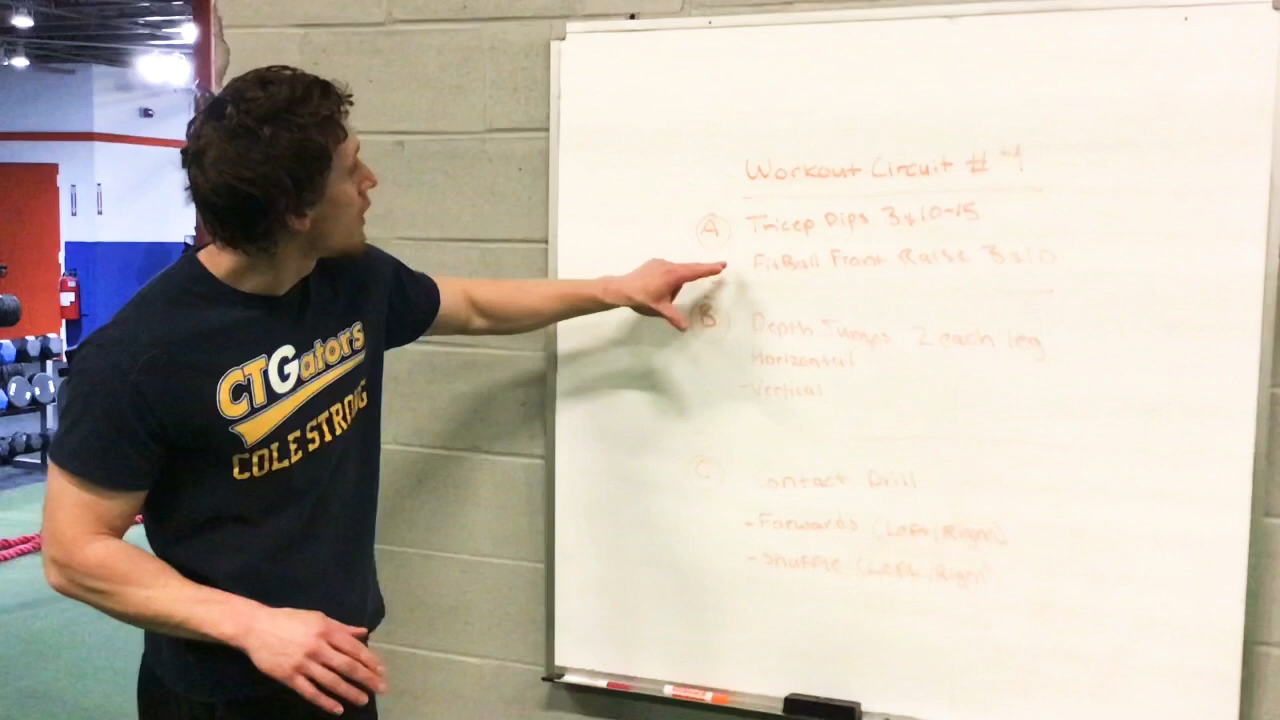 CTGators
COLE STRONG
Workout Circuit #4
A Tricep Dips 3x10-15
FitBall Front Raise 3x10
B Depth Jumps 2 each leg
Horizontal
-Vertical
C Contact Drill
- Forwards (Left/Right)
- Shuffle (Left/Right)